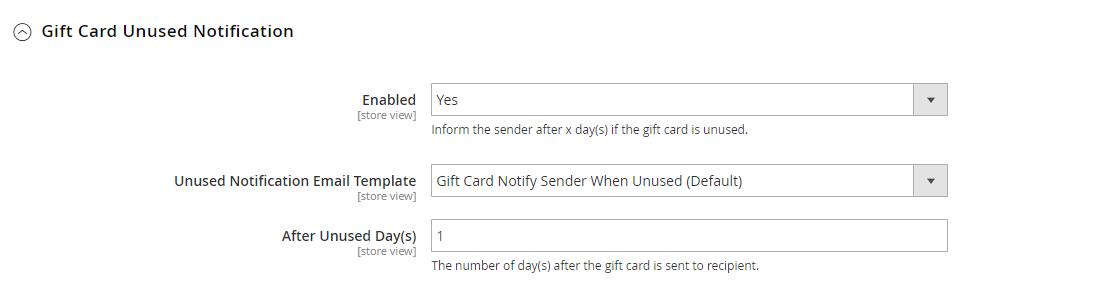 Gift Card Unused Notification
Enabled
[store view]
Yes
Inform the sender after x day(s) if the gift card is unused.
Unused Notification Email Template
[store view]
Gift Card Notify Sender When Unused (Default)
After Unused Day(s)
[store view]
1
The number of day(s) after the gift card is sent to recipient.